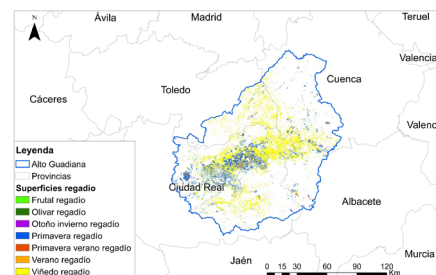 N
Ávila
Madrid
Teruel
Cuenca
Valencia
Toledo
Cáceres
Valenc
Ciudad Real
Albacete
Jaén
Murcia
Leyenda
Alto Guadiana
Provincias
Superficies regadio
Frutal regadío
Olivar regadío
Otoño invierno regadío
Primavera regadío
Primavera verano regadío
Verano regadío
Viñedo regadío
0 15 30 60 90 120
Km